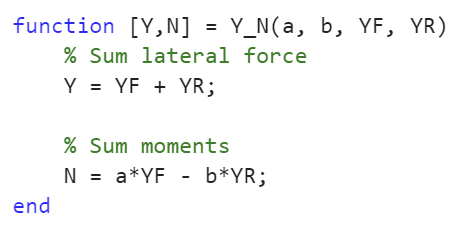 function [Y,N] = Y_N(a, b, YF, YR)
    % Sum lateral force
    Y = YF + YR;

    % Sum moments
    N = a*YF - b*YR;
end